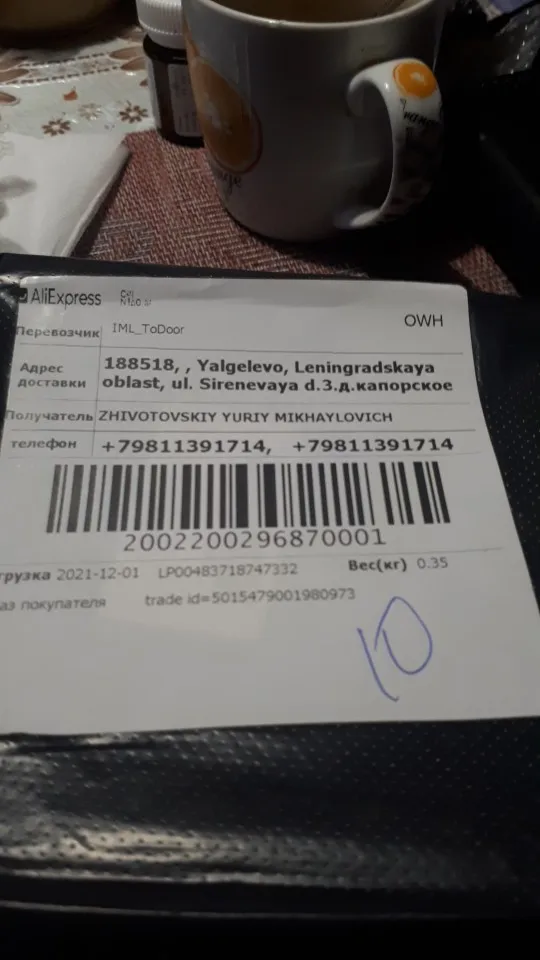 AliExpress
OWH
Перевозчик IML_ToDoor
Адрес доставки 188518, , Yalgelevo, Leningradskaya
oblast, ul. Sirenevaya d.3.д.капорское
Получатель ZHIVOTOVSKIY YURIY MIKHAYLOVICH
телефон +79811391714, +79811391714
2002200296870001
грузка 2021-12-01 LP00483718747332 Вес(кг) 0.35
аз покупателя trade id=5015479001980973